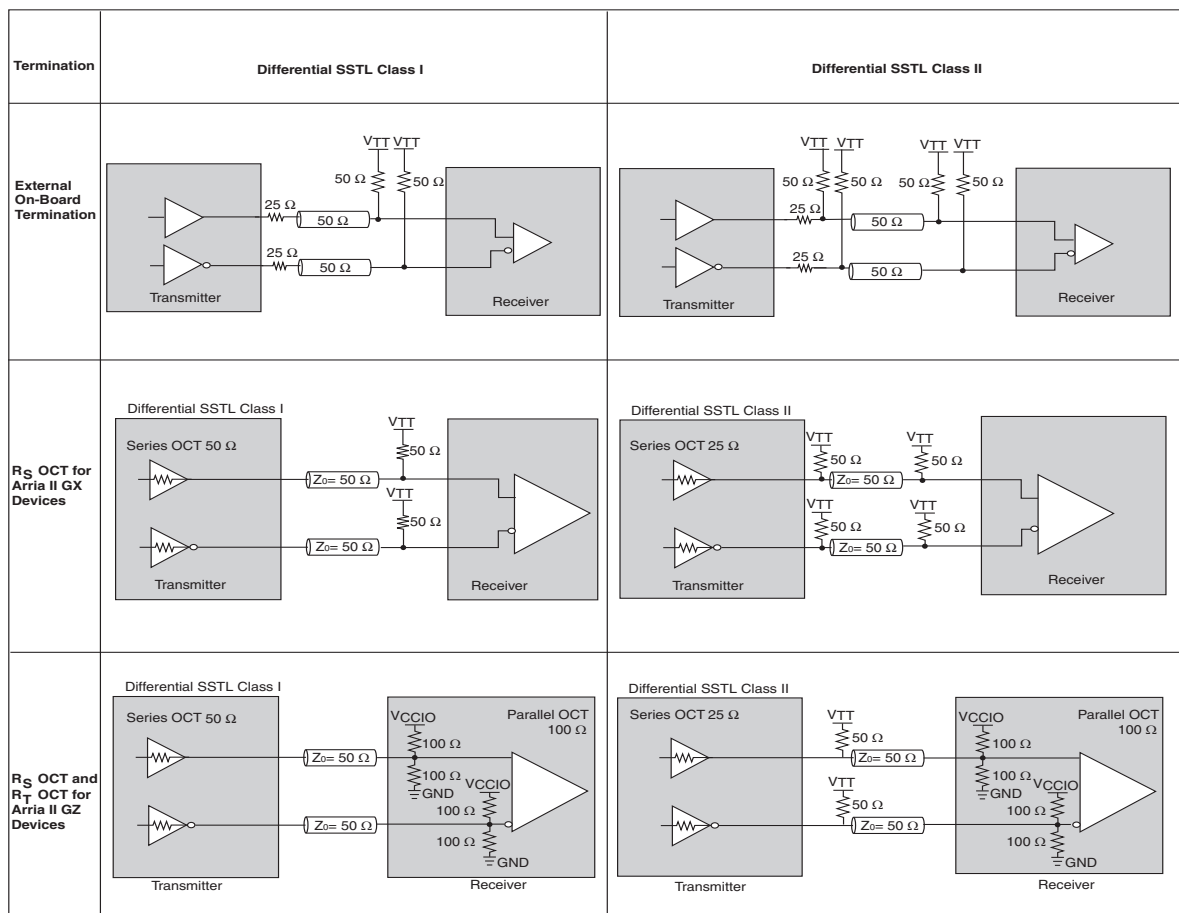 Termination
Differential SSTL Class I
Differential SSTL Class II
External
On-Board
Termination
VTT VTT
50 Ω
50 Ω
25 Ω
50 Ω
25 Ω
50 Ω
Transmitter
Receiver
VTT
VTT
50 Ω
50 Ω
25 Ω
50 Ω
25 Ω
50 Ω
Transmitter
Receiver
RS OCT for
Arria II GX
Devices
Differential SSTL Class I
Series OCT 50 Ω
VTT
50 Ω
Z0= 50 Ω
VTT
50 Ω
Z0= 50 Ω
Transmitter
Receiver
Differential SSTL Class II
Series OCT 25 Ω
VTT
50 Ω
VTT
50 Ω
Z0= 50 Ω
VTT
50 Ω
VTT
50 Ω
Z0= 50 Ω
Transmitter
Receiver
RS OCT and
RT OCT for
Arria II GZ
Devices
Differential SSTL Class I
Series OCT 50 Ω
Parallel OCT
100 Ω
VCCIO
100 Ω
Z0= 50 Ω
100 Ω
GND
VCCIO
100 Ω
Z0= 50 Ω
100 Ω
GND
Transmitter
Receiver
Differential SSTL Class II
Series OCT 25 Ω
VTT
50 Ω
Z0= 50 Ω
VTT
50 Ω
Z0= 50 Ω
Parallel OCT
100 Ω
VCCIO
100 Ω
100 Ω
GND
VCCIO
100 Ω
100 Ω
GND
Transmitter
Receiver